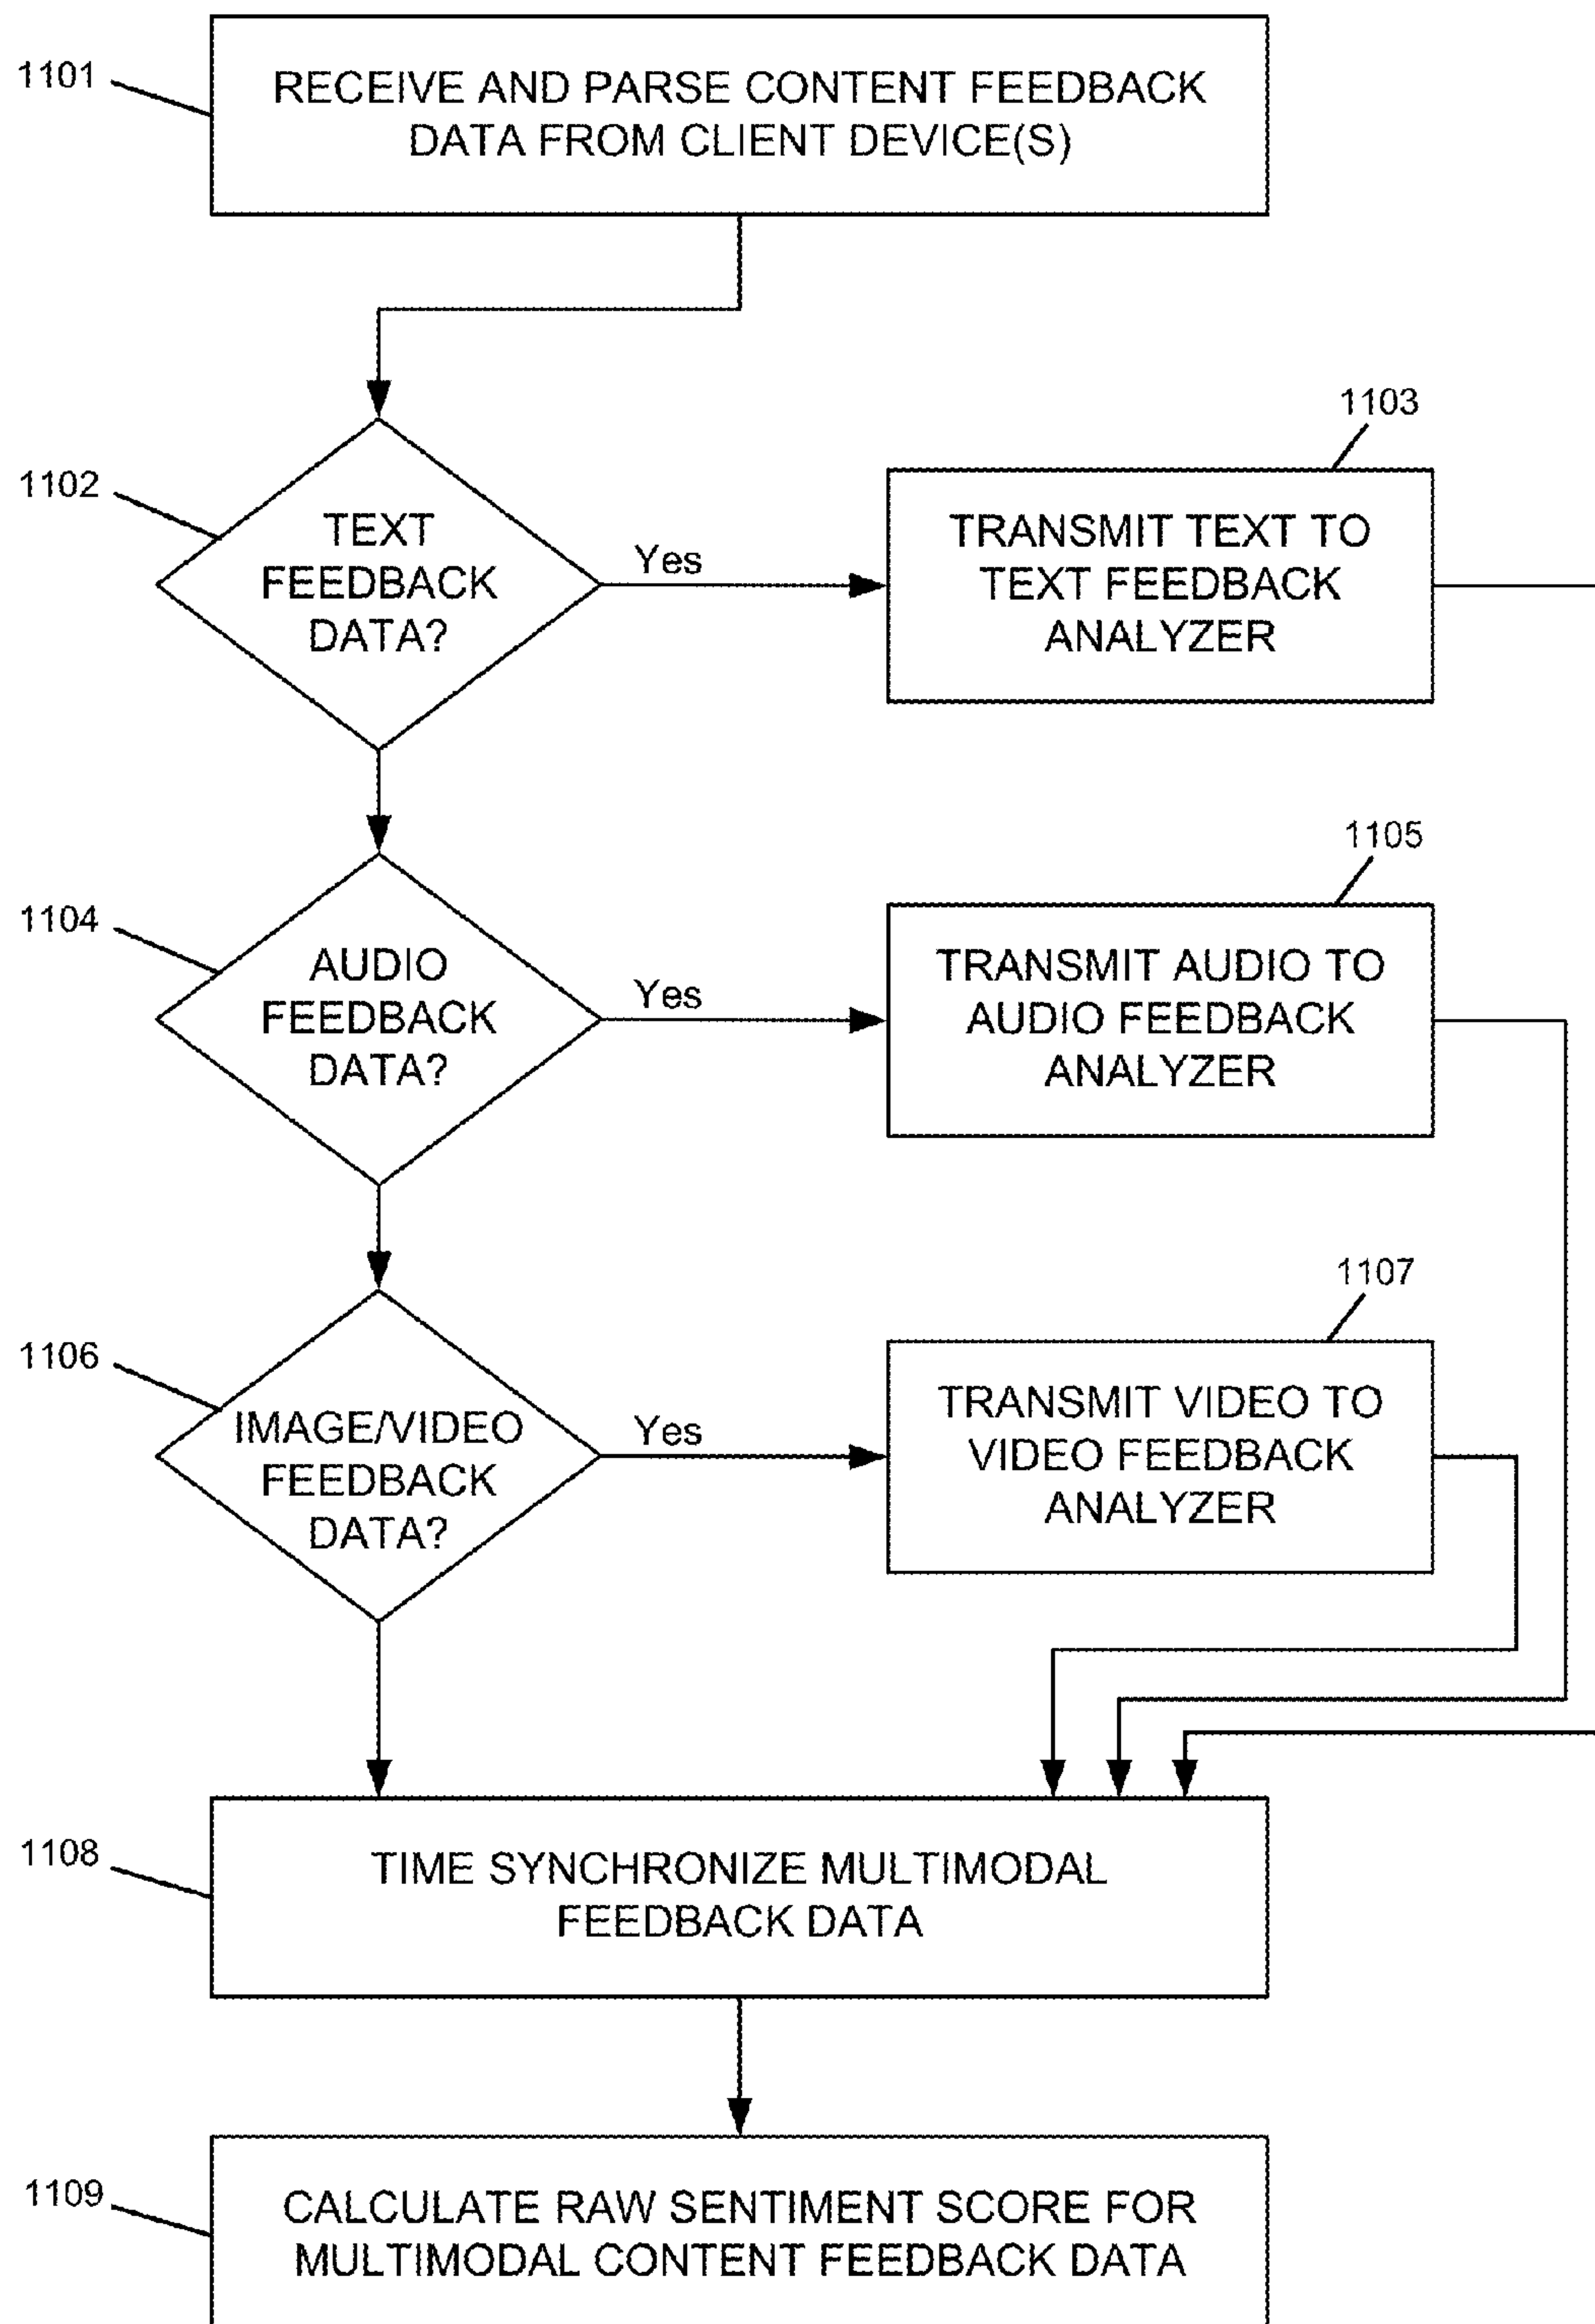 1101
RECEIVE AND PARSE CONTENT FEEDBACK
DATA FROM CLIENT DEVICE(S)
1102
TEXT
FEEDBACK
DATA?
Yes
1103
TRANSMIT TEXT TO
TEXT FEEDBACK
ANALYZER
1104
AUDIO
FEEDBACK
DATA?
Yes
1105
TRANSMIT AUDIO TO
AUDIO FEEDBACK
ANALYZER
1106
IMAGE/VIDEO
FEEDBACK
DATA?
Yes
1107
TRANSMIT VIDEO TO
VIDEO FEEDBACK
ANALYZER
1108
TIME SYNCHRONIZE MULTIMODAL
FEEDBACK DATA
1109
CALCULATE RAW SENTIMENT SCORE FOR
MULTIMODAL CONTENT FEEDBACK DATA